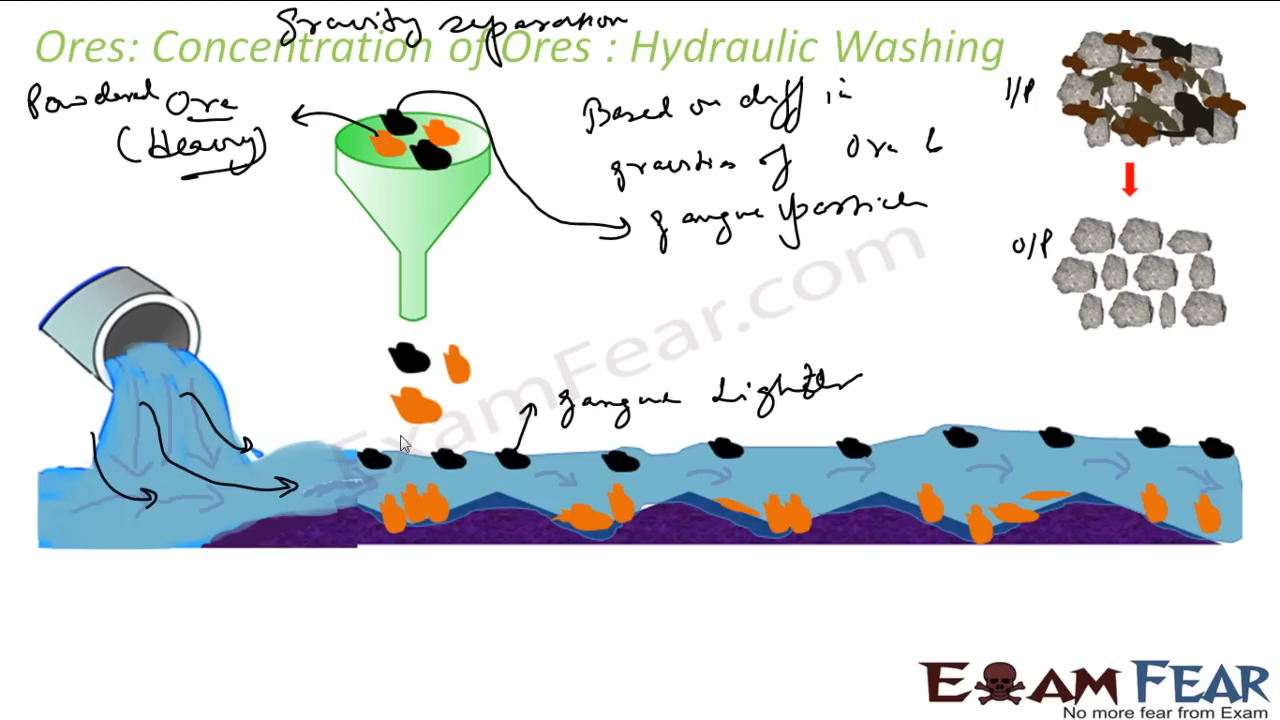 Gravity separation
Ores: Concentration of Ores : Hydraulic Washing
Powdered Ore
(Heavy)
Based on diff in
gravities of ore &
gangue particles
I/P
O/P
gangue Lighter
ExamFear.com
EXAM FEAR
No more fear from Exam